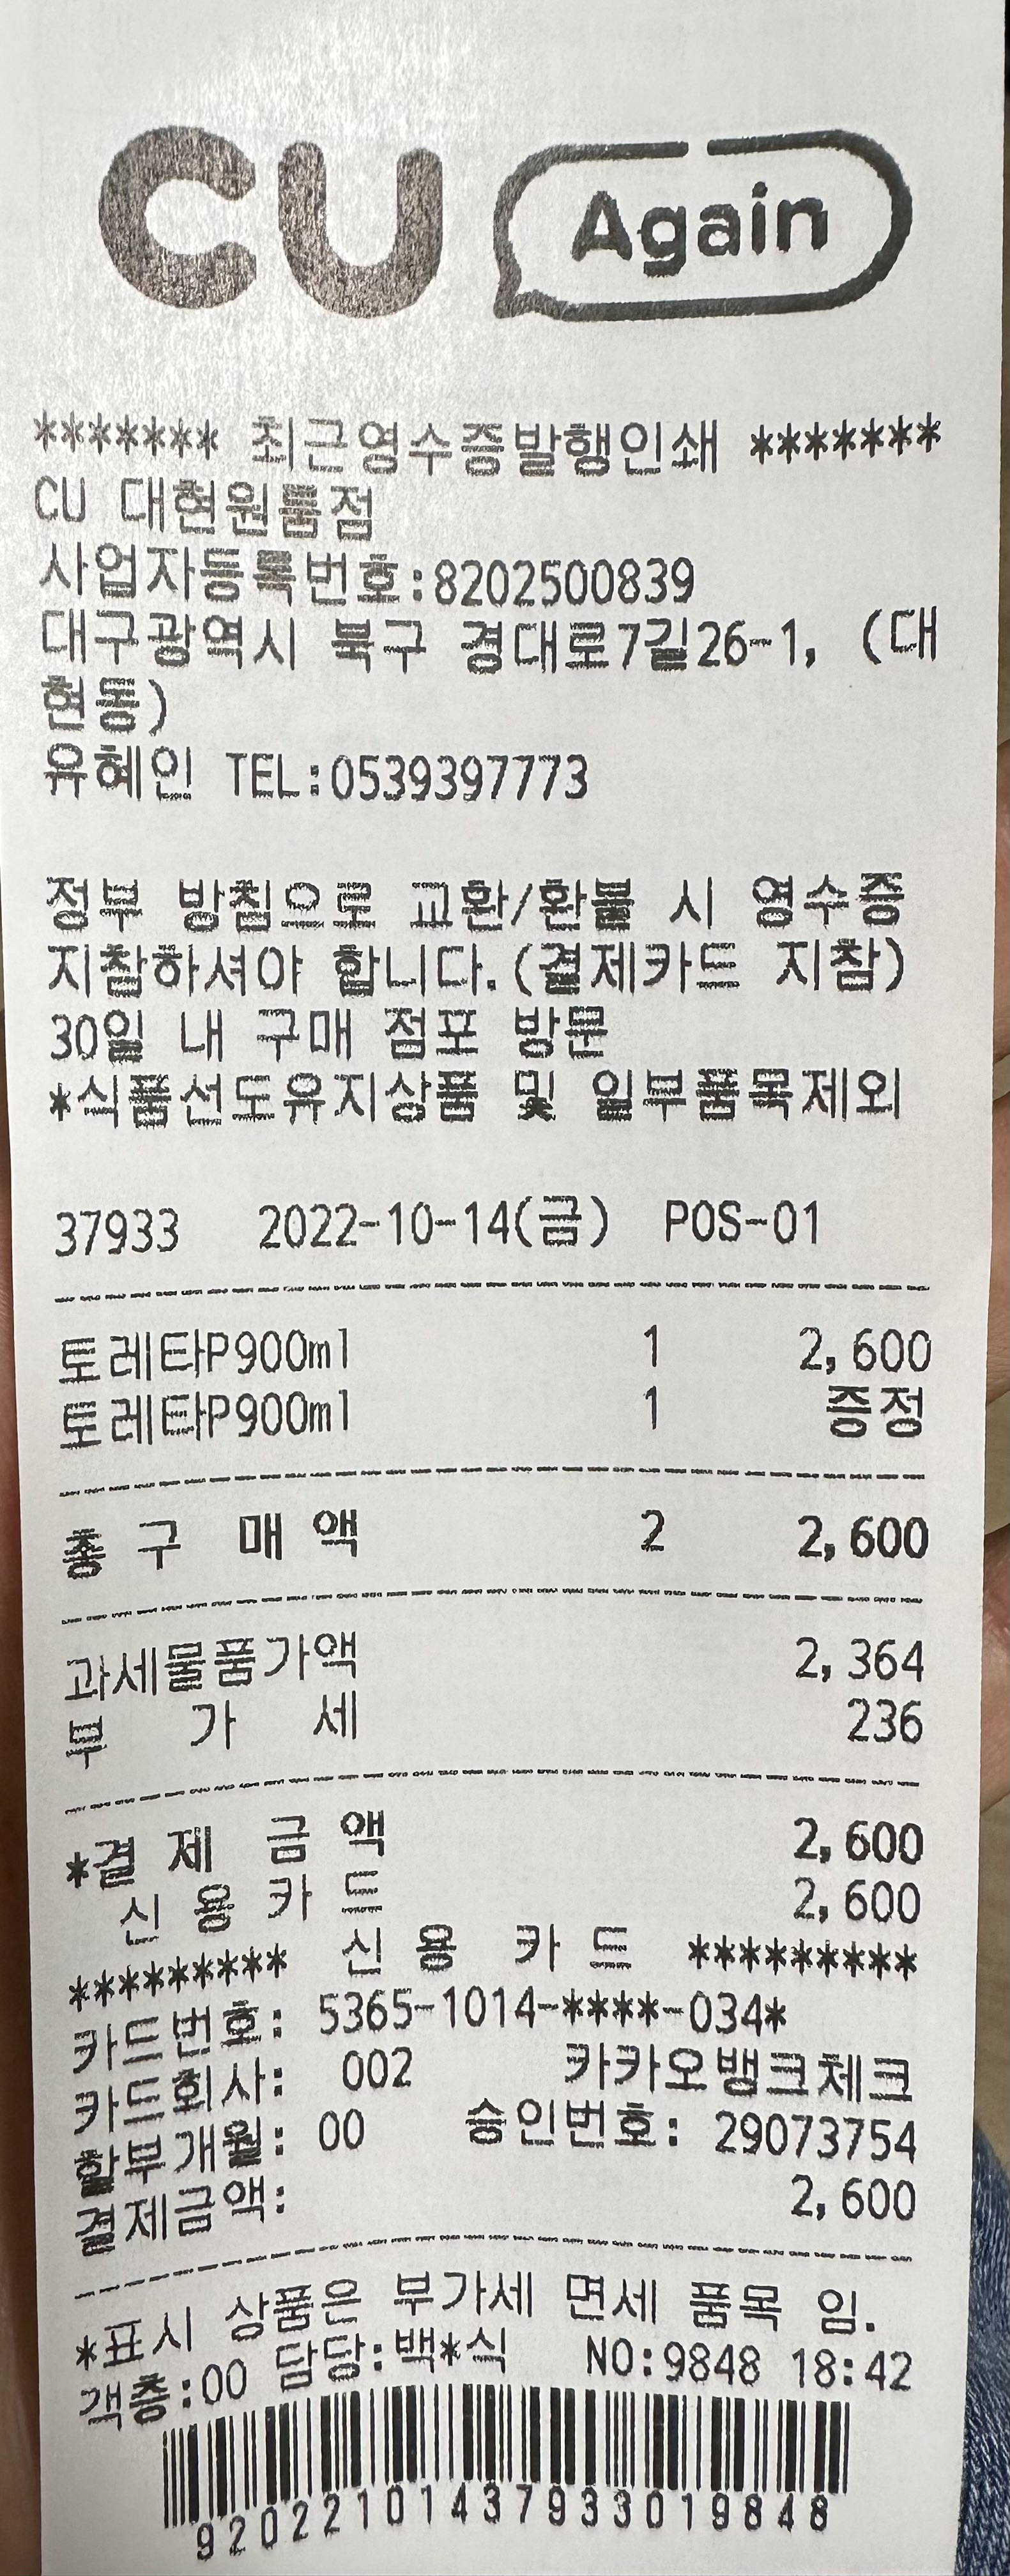 CU Again
******* 최근영수증발행인쇄 *******
CU 대현원룸점
사업자등록번호:8202500839
대구광역시 북구 경대로7길26-1, (대
현동)
유혜인 TEL:0539397773
정부 방침으로 교환/환불 시 영수증
지참하셔야 합니다.(결제카드 지참)
30일 내 구매 점포 방문
*식품선도유지상품 및 일부품목제외
37933 2022-10-14(금) POS-01
토레타P900ml 1 2,600
토레타P900ml 1 증정
총 구 매 액 2 2,600
과세물품가액 2,364
부 가 세 236
*결 제 금 액 2,600
신 용 카 드 2,600
********* 신 용 카 드 *********
카드번호: 5365-1014-****-034*
카드회사: 002 카카오뱅크체크
할부개월: 00 승인번호: 29073754
결제금액: 2,600
*표시 상품은 부가세 면세 품목 임.
객층:00 담당:백*식 NO:9848 18:42
92022101437933019848